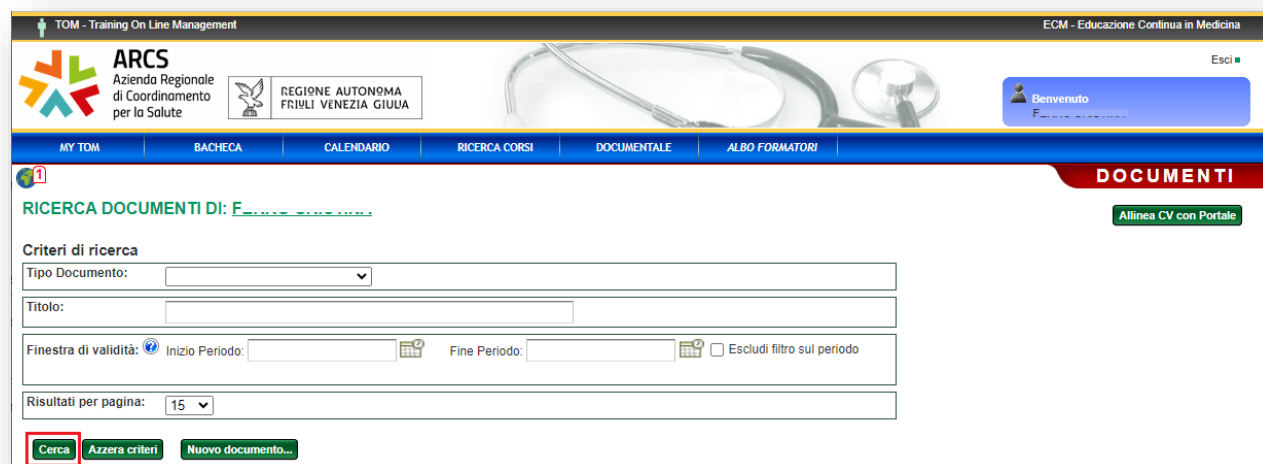 TOM - Training On Line Management
ECM - Educazione Continua in Medicina
ARCS
Azienda Regionale
di Coordinamento
per la Salute
REGIONE AUTONOMA
FRIULI VENEZIA GIULIA
Esci
Benvenuto
MY TOM BACHECA CALENDARIO RICERCA CORSI DOCUMENTALE ALBO FORMATORI
1
DOCUMENTI
RICERCA DOCUMENTI DI:
Allinea CV con Portale
Criteri di ricerca
Tipo Documento:
Titolo:
Finestra di validità: ? Inizio Periodo: Fine Periodo: Escludi filtro sul periodo
Risultati per pagina: 15
Cerca Azzera criteri Nuovo documento...